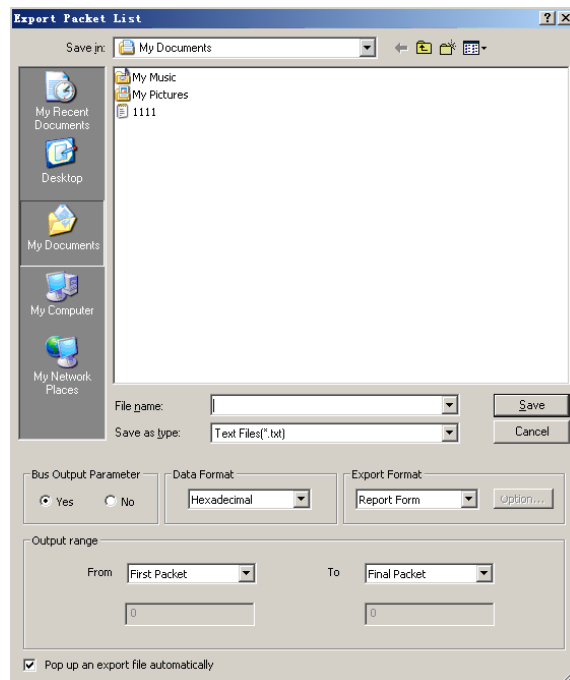 Export Packet List
Save in: My Documents
My Recent Documents
Desktop
My Documents
My Computer
My Network Places
My Music
My Pictures
1111
File name:
Save as type: Text Files(*.txt)
Save
Cancel
Bus Output Parameter
Yes No
Data Format
Hexadecimal
Export Format
Report Form Option...
Output range
From First Packet To Final Packet
0 0
Pop up an export file automatically